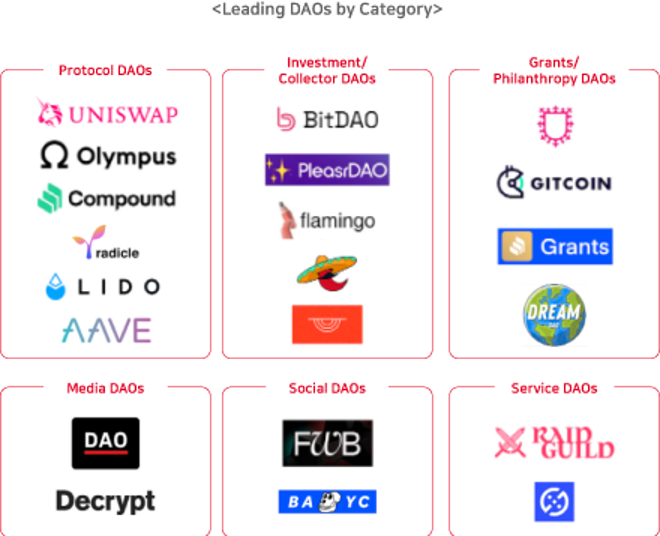 <Leading DAOs by Category>
Protocol DAOs
UNISWAP
Olympus
Compound
radicle
LIDO
AAVE
Investment/
Collector DAOs
BitDAO
PleasrDAO
flamingo
Grants/
Philanthropy DAOs
GITCOIN
Grants
DREAM
DAO
Media DAOs
DAO
Decrypt
Social DAOs
FWB
BAYC
Service DAOs
RAID
GUILD